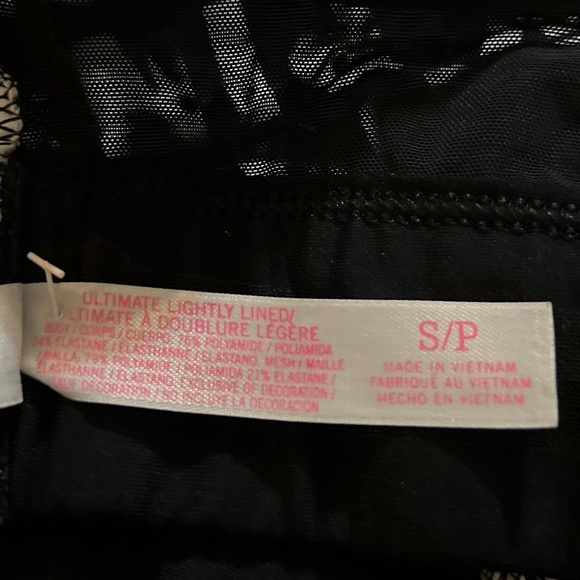 ULTIMATE LIGHTLY LINED/
ULTIMATE À DOUBLURE LÉGÈRE
BODY / CORPS / CUERPO: 76% POLYAMIDE / POLIAMIDA
24% ELASTANE / ELASTHANNE / ELASTANO, MESH / MAILLE
/ MALLA: 79% POLYAMIDE / POLIAMIDA 21% ELASTANE /
ELASTHANNE / ELASTANO, EXCLUSIVE OF DECORATION /
SAUF DECORATION / NO INCLUYE LA DECORACIÓN
S/P
MADE IN VIETNAM
FABRIQUÉ AU VIETNAM
HECHO EN VIETNAM